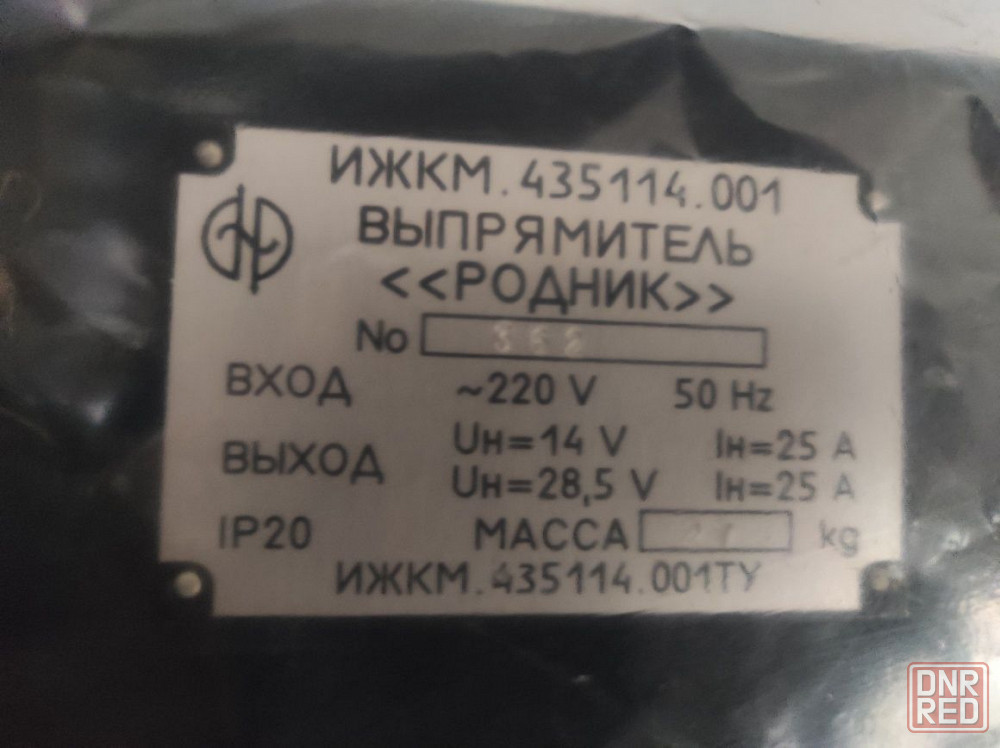 ИЖКМ.435114.001
ВЫПРЯМИТЕЛЬ
<<РОДНИК>>
No
ВХОД ~220 V 50 Hz
ВЫХОД Uн=14 V Iн=25 A
Uн=28,5 V Iн=25 A
IP20 МАССА kg
ИЖКМ.435114.001ТУ
DNR
RED